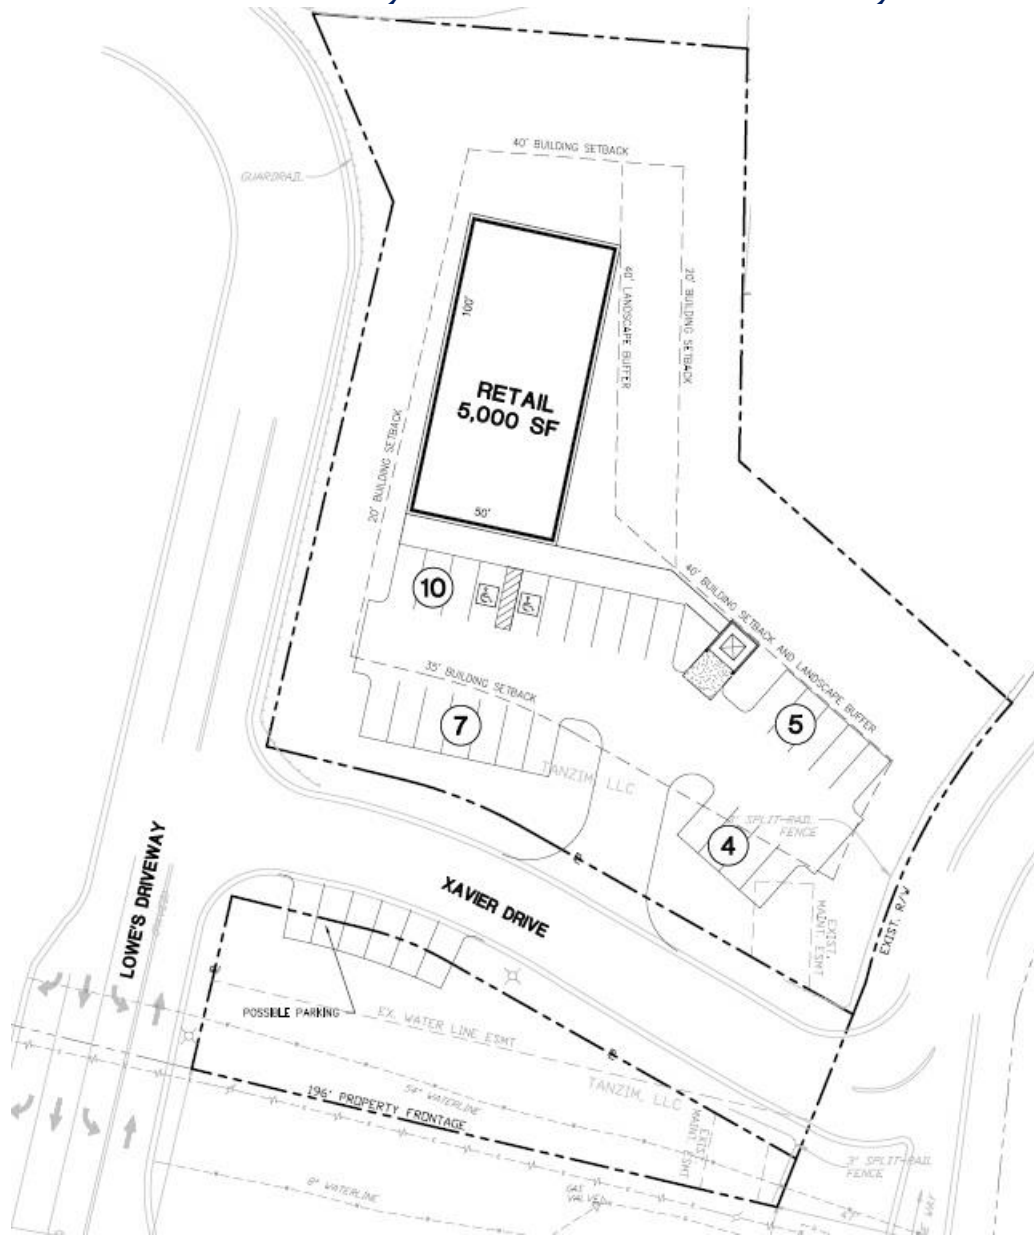 40' BUILDING SETBACK
GUARDRAIL
100'
40' LANDSCAPE BUFFER
20' BUILDING SETBACK
RETAIL
5,000 SF
20' BUILDING SETBACK
50'
10
40' BUILDING SETBACK AND LANDSCAPE BUFFER
35' BUILDING SETBACK
7
5
TANZIM, LLC
SPLIT-RAIL
FENCE
4
XAVIER DRIVE
LOWE'S DRIVEWAY
EXIST.
MAINT. ESMT
EXIST. R/W
POSSIBLE PARKING
EX. WATER LINE ESMT
TANZIM, LLC
54" WATERLINE
196' PROPERTY FRONTAGE
MAINT. ESMT
3' SPLIT-RAIL
FENCE
8" WATERLINE
GAS
VALVE